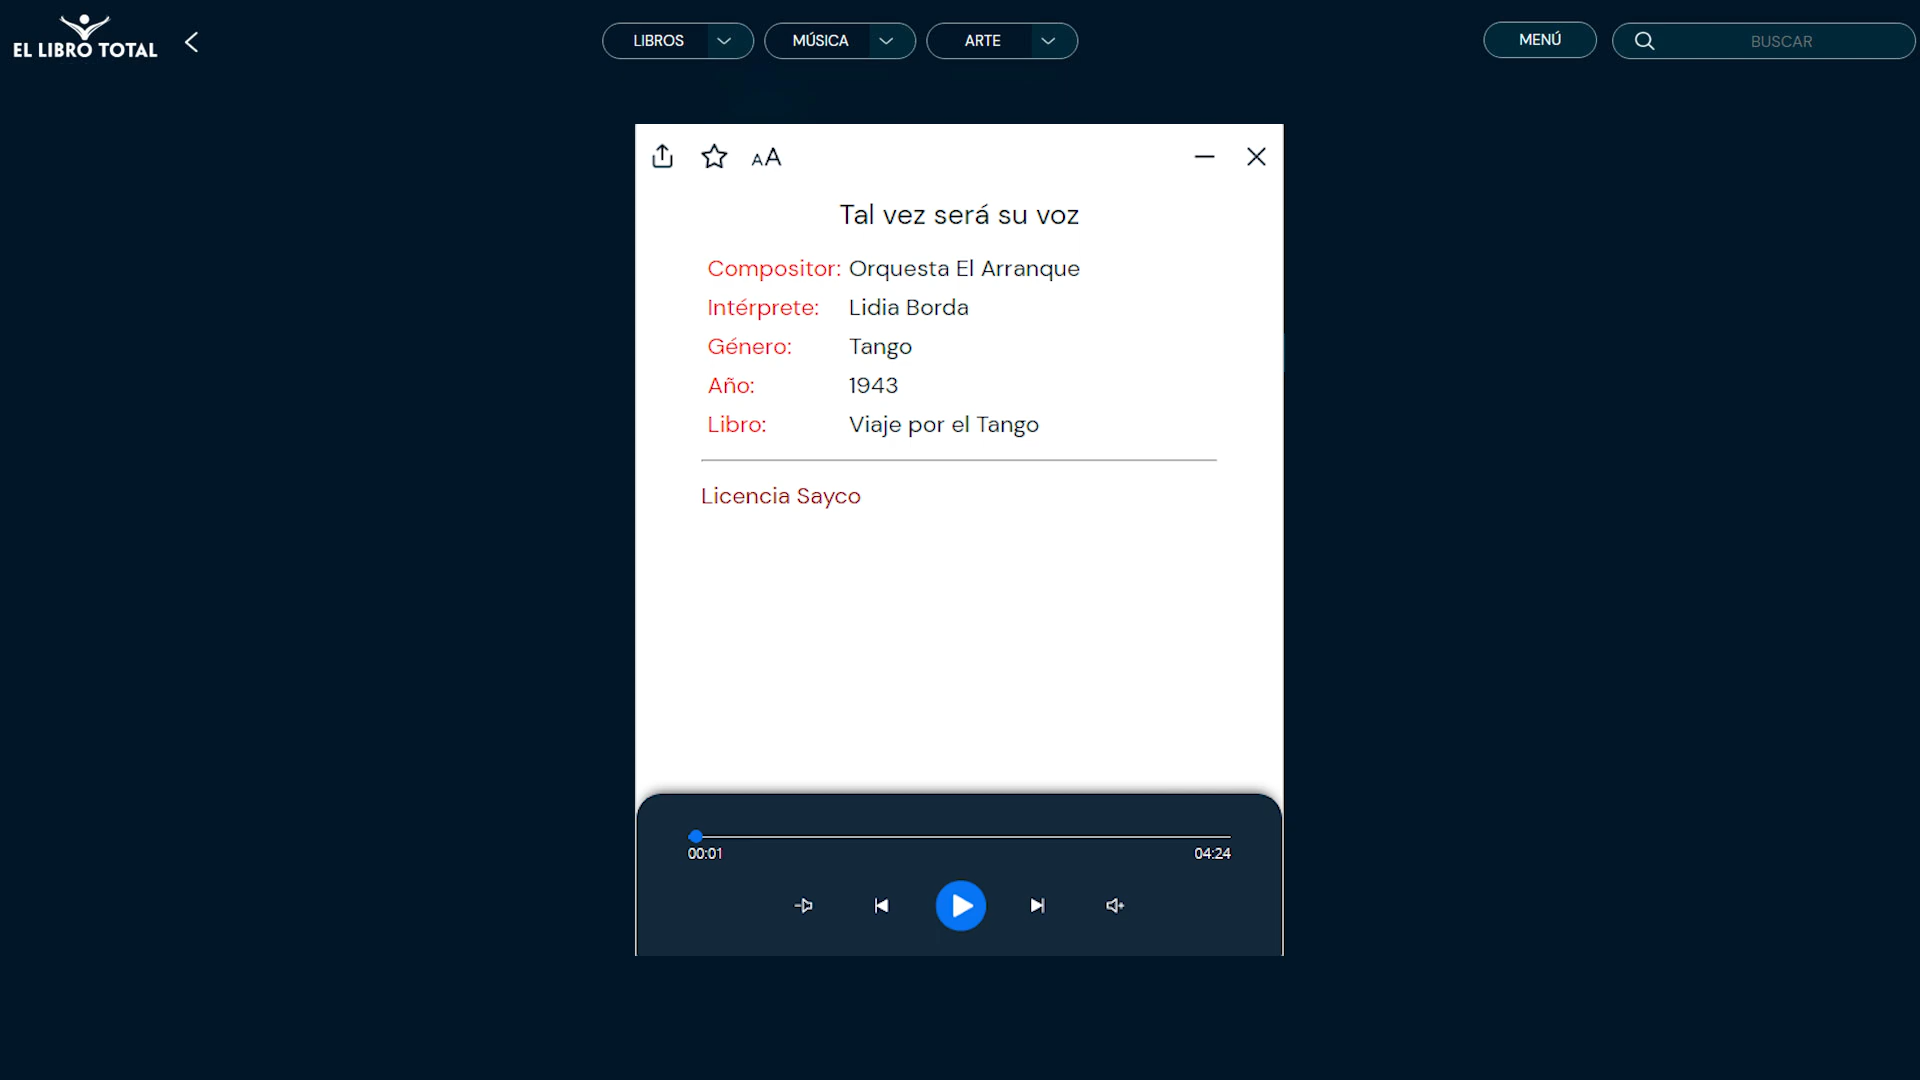 EL LIBRO TOTAL
LIBROS
MÚSICA
ARTE
MENÚ
BUSCAR
AA
Tal vez será su voz
Compositor: Orquesta El Arranque
Intérprete: Lidia Borda
Género: Tango
Año: 1943
Libro: Viaje por el Tango
Licencia Sayco
00:01
04:24